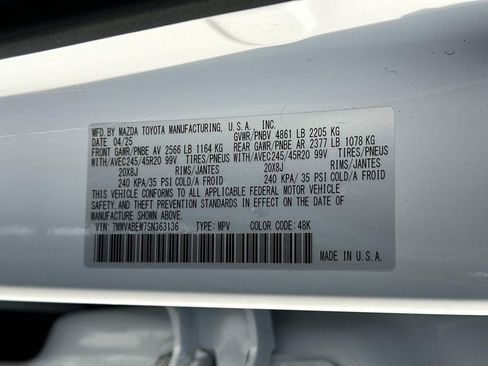 MFD.BY MAZDA TOYOTA MANUFACTURING, U.S.A., INC.
DATE 04/25 GVWR/PNBV 4861 LB 2205 KG
FRONT GAWR/PNBE AV 2566 LB 1164 KG REAR GAWR/PNBE AR 2377 LB 1078 KG
WITH/AVEC245/45R20 99V TIRES/PNEUS WITH/AVEC245/45R20 99V TIRES/PNEUS
20X8J RIMS/JANTES 20X8J RIMS/JANTES
240 KPA/35 PSI COLD/A FROID 240 KPA/35 PSI COLD/A FROID
THIS VEHICLE CONFORMS TO ALL APPLICABLE FEDERAL MOTOR VEHICLE
SAFETY, BUMPER, AND THEFT PREVENTION STANDARDS IN EFFECT ON THE DATE OF
MANUFACTURE SHOWN ABOVE.
VIN: 7MMVABEM7SN363136 TYPE: MPV COLOR CODE: 48K
MADE IN U.S.A.